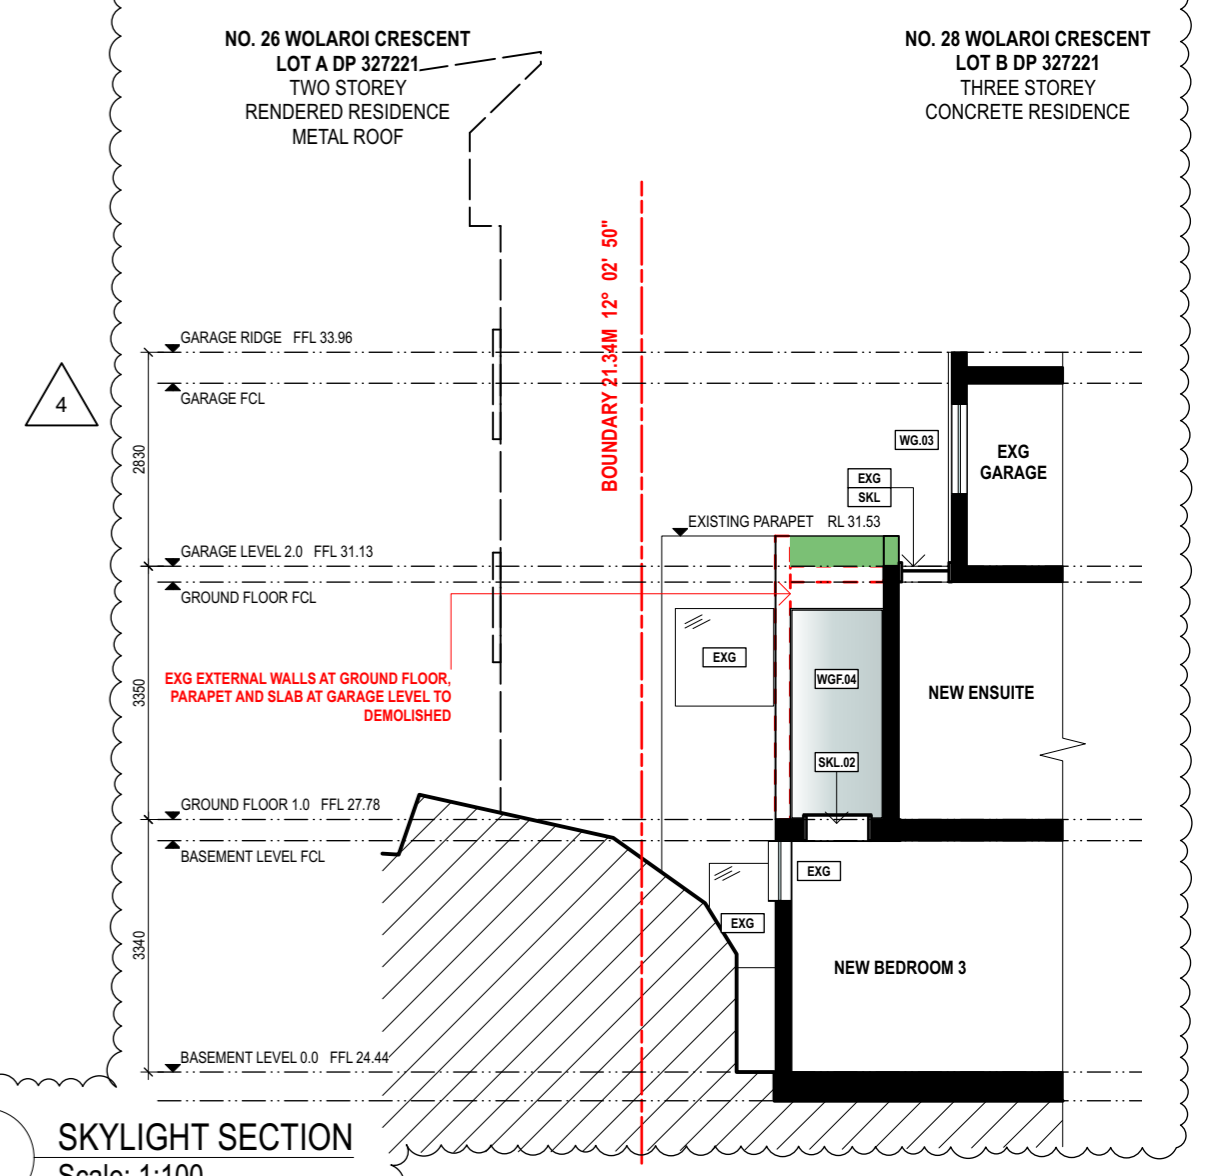 NO. 26 WOLAROI CRESCENT
LOT A DP 327221
TWO STOREY
RENDERED RESIDENCE
METAL ROOF
NO. 28 WOLAROI CRESCENT
LOT B DP 327221
THREE STOREY
CONCRETE RESIDENCE
BOUNDARY 21.34M 12° 02' 50"
GARAGE RIDGE FFL 33.96
GARAGE FCL
4
2830
WG.03
EXG
GARAGE
EXG
SKL
EXISTING PARAPET RL 31.53
GARAGE LEVEL 2.0 FFL 31.13
GROUND FLOOR FCL
EXG
EXG EXTERNAL WALLS AT GROUND FLOOR,
PARAPET AND SLAB AT GARAGE LEVEL TO
DEMOLISHED
WGF.04
NEW ENSUITE
3350
SKL.02
GROUND FLOOR 1.0 FFL 27.78
BASEMENT LEVEL FCL
EXG
EXG
3340
NEW BEDROOM 3
BASEMENT LEVEL 0.0 FFL 24.44
SKYLIGHT SECTION
Scale: 1:100